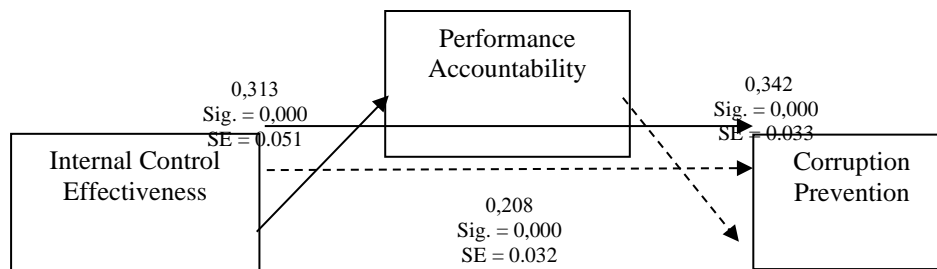 Performance
Accountability
0,313
Sig. = 0,000
SE = 0.051
0,342
Sig. = 0,000
SE = 0.033
Internal Control
Effectiveness
Corruption
Prevention
0,208
Sig. = 0,000
SE = 0.032